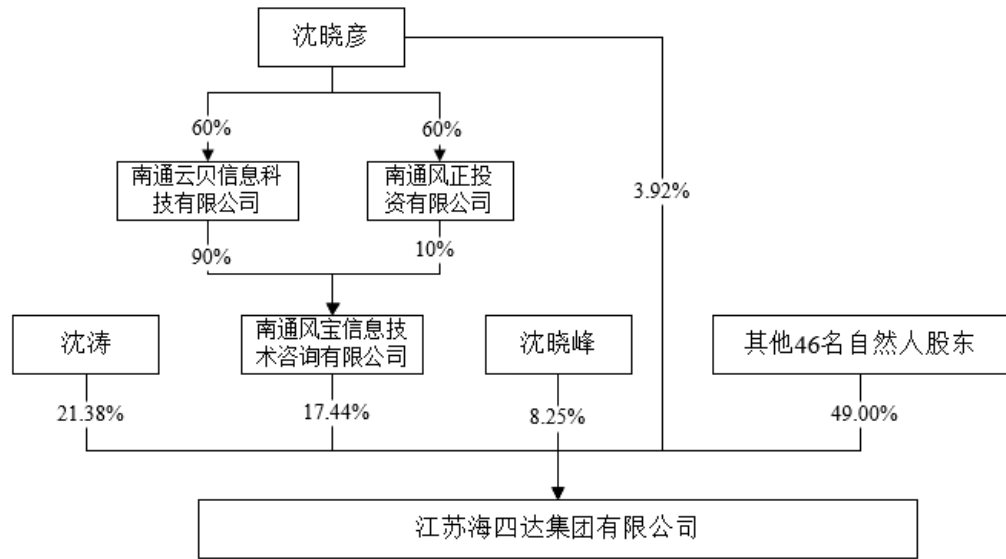 沈晓彦
60%
60%
南通云贝信息科
技有限公司
南通风正投
资有限公司
3.92%
90%
10%
沈涛
南通风宝信息技
术咨询有限公司
沈晓峰
其他46名自然人股东
21.38%
17.44%
8.25%
49.00%
江苏海四达集团有限公司